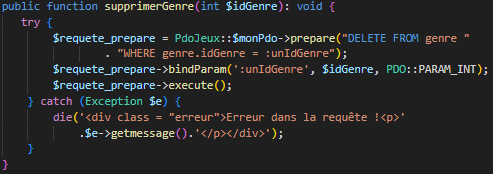 public function supprimerGenre(int $idGenre): void {
try {
$requete_prepare = PdoJeux::$monPdo->prepare("DELETE FROM genre "
. "WHERE genre.idGenre = :unIdGenre");
$requete_prepare->bindParam(':unIdGenre', $idGenre, PDO::PARAM_INT);
$requete_prepare->execute();
} catch (Exception $e) {
die('<div class = "erreur">Erreur dans la requête !<p>'
.$e->getmessage().'</p></div>');
}
}